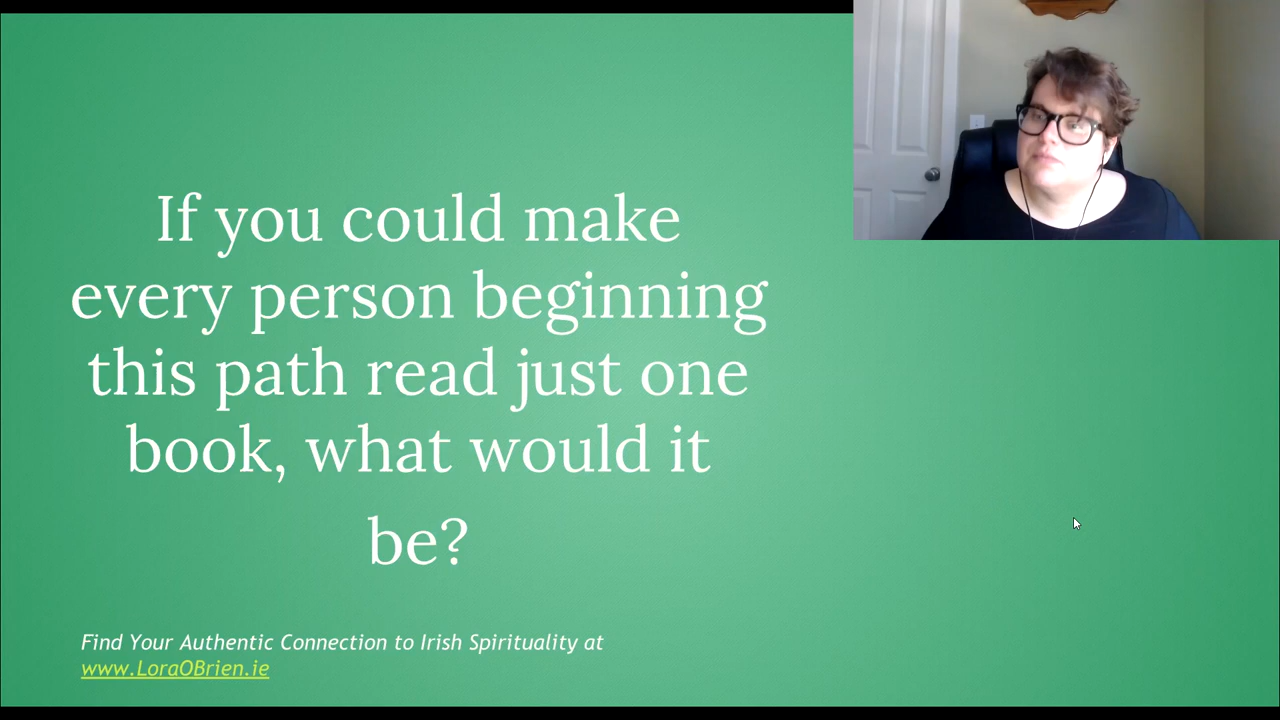 If you could make
every person beginning
this path read just one
book, what would it
be?
Find Your Authentic Connection to Irish Spirituality at
www.LoraOBrien.ie